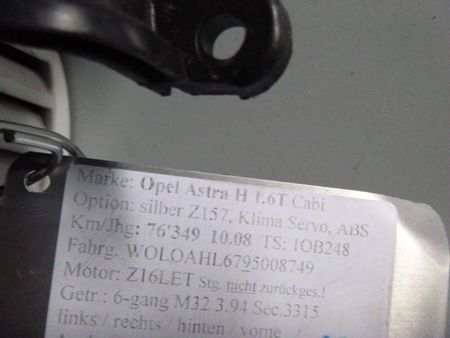 Marke: Opel Astra H 1.6T Cabi
Option: silber Z157, Klima Servo, ABS
Km/Jhg: 76'349 10.08 TS: 1OB248
Fahrg. WOLOAHL6795008749
Motor: Z16LET Stg. nicht zurückges.!
Getr.: 6-gang M32 3.94 Sec.3315
links / rechts / hinten / vorne /